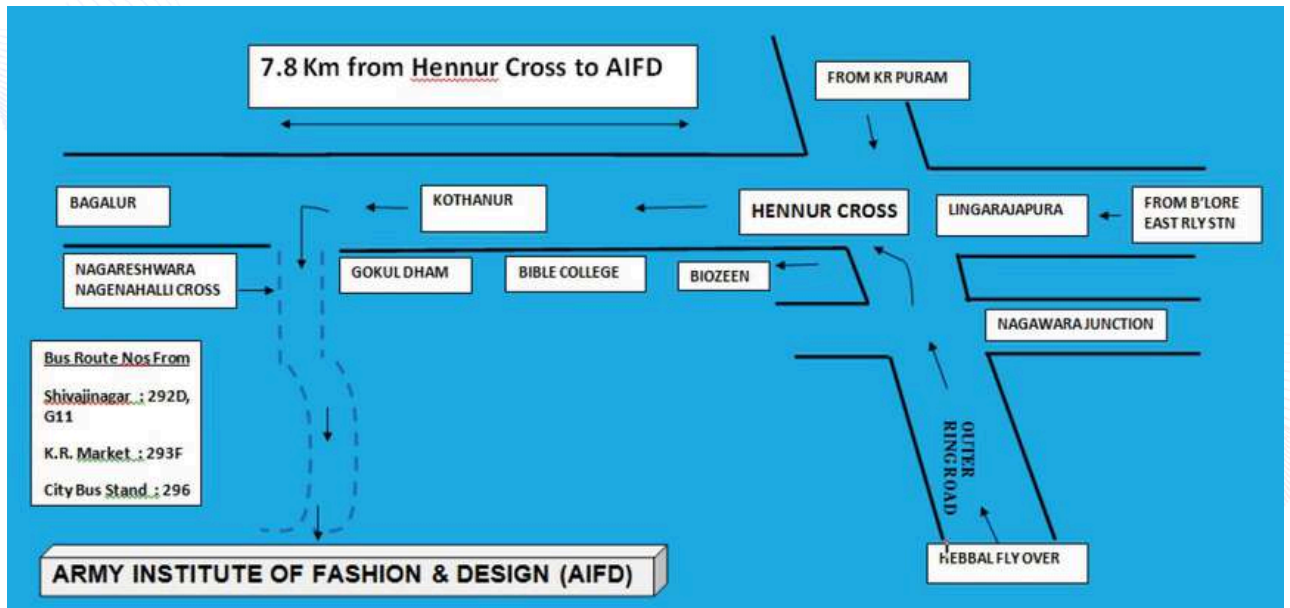 7.8 Km from Hennur Cross to AIFD
FROM KR PURAM
BAGALUR
KOTHANUR
HENNUR CROSS
LINGARAJAPURA
FROM B'LORE
EAST RLY STN
NAGARESHWARA
NAGENAHALLI CROSS
GOKUL DHAM
BIBLE COLLEGE
BIOZEEN
NAGAWARA JUNCTION
Bus Route Nos From
Shivajinagar : 292D,
G11
K.R. Market : 293F
City Bus Stand : 296
OUTER
RING ROAD
HEBBAL FLY OVER
ARMY INSTITUTE OF FASHION & DESIGN (AIFD)